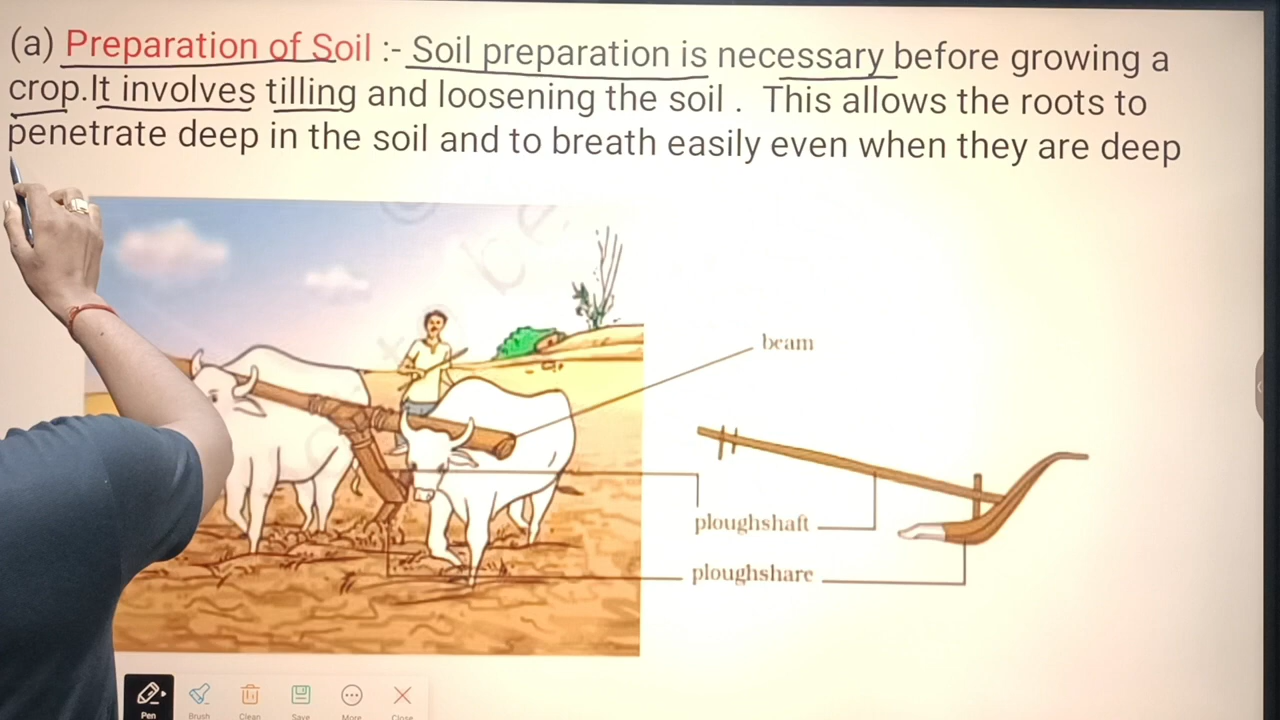 (a) Preparation of Soil :- Soil preparation is necessary before growing a
crop.It involves tilling and loosening the soil . This allows the roots to
penetrate deep in the soil and to breath easily even when they are deep
beam
ploughshaft
ploughshare
Pen Brush Clean Save More Close